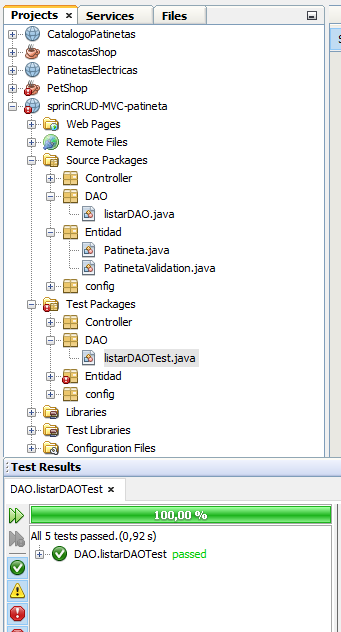 Projects
Services
Files
CatalogoPatinetas
mascotasShop
PatinetasElectricas
PetShop
sprinCRUD-MVC-patineta
Web Pages
Remote Files
Source Packages
Controller
DAO
listarDAO.java
Entidad
Patineta.java
PatinetaValidation.java
config
Test Packages
Controller
DAO
listarDAOTest.java
Entidad
config
Libraries
Test Libraries
Configuration Files
Test Results
DAO.listarDAOTest
100,00 %
All 5 tests passed.(0,92 s)
DAO.listarDAOTest passed